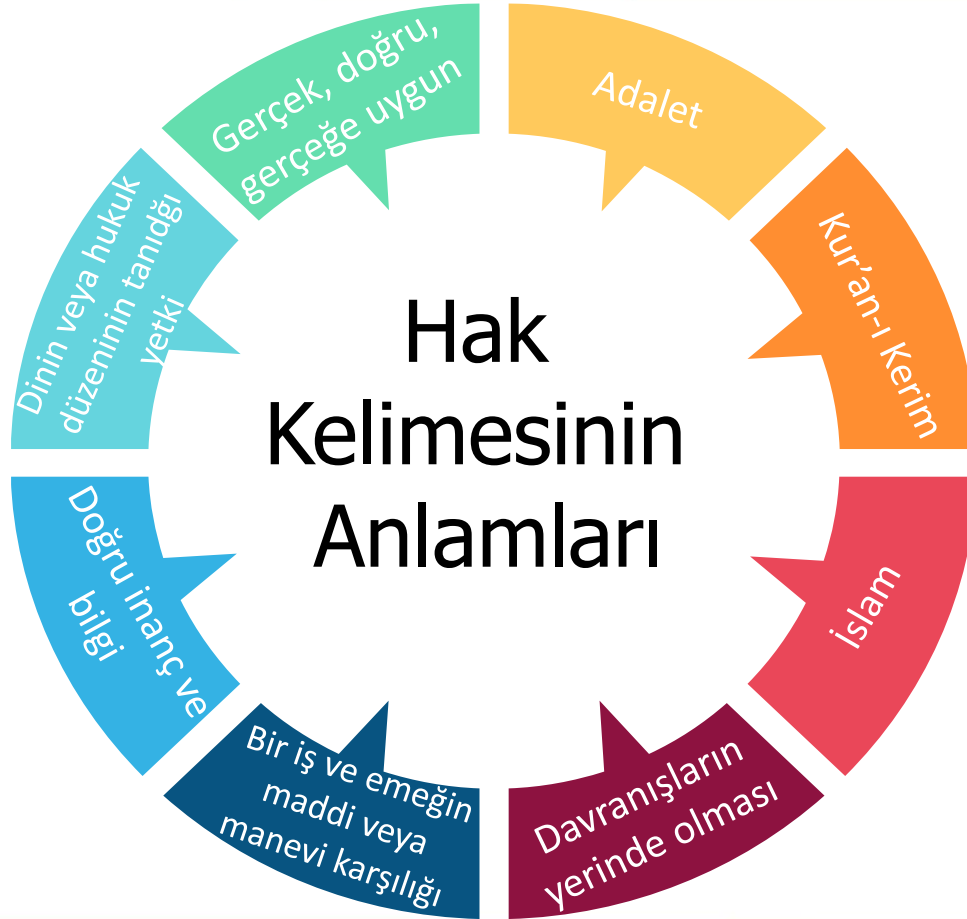 Hak
Kelimesinin
Anlamları
Adalet
Kur’an-ı Kerim
İslam
Davranışların
yerinde olması
Bir iş ve emeğin
maddi veya
manevi karşılığı
Doğru inanç ve
bilgi
Dinin veya hukuk
düzeninin tanıdğı
yetki
Gerçek, doğru,
gerçeğe uygun